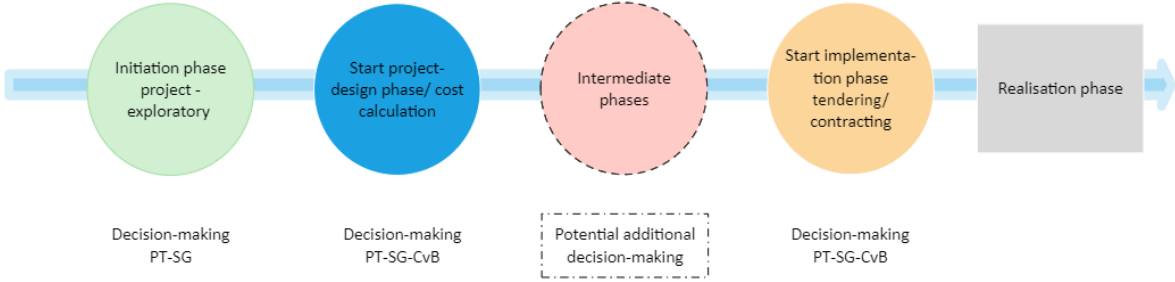 Initiation phase
project -
exploratory
Start project-
design phase/ cost
calculation
Intermediate
phases
Start implementa-
tion phase
tendering/
contracting
Realisation phase
Decision-making
PT-SG
Decision-making
PT-SG-CvB
Potential additional
decision-making
Decision-making
PT-SG-CvB